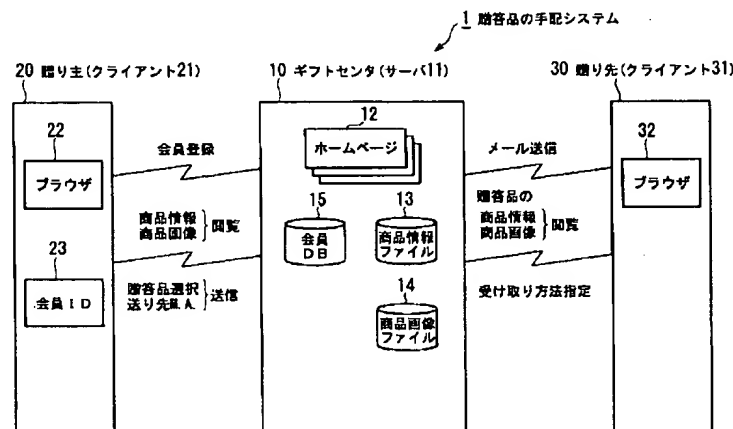 1 贈答品の手配システム
20 贈り主(クライアント21)
10 ギフトセンタ(サーバ11)
30 贈り先(クライアント31)
22
ブラウザ
会員登録
12
ホームページ
メール送信
32
ブラウザ
商品情報
商品画像
閲覧
15
会員
DB
13
商品情報
ファイル
贈答品の
商品情報
商品画像
閲覧
23
会員ID
贈答品選択
送り先M.A.
送信
14
商品画像
ファイル
受け取り方法指定